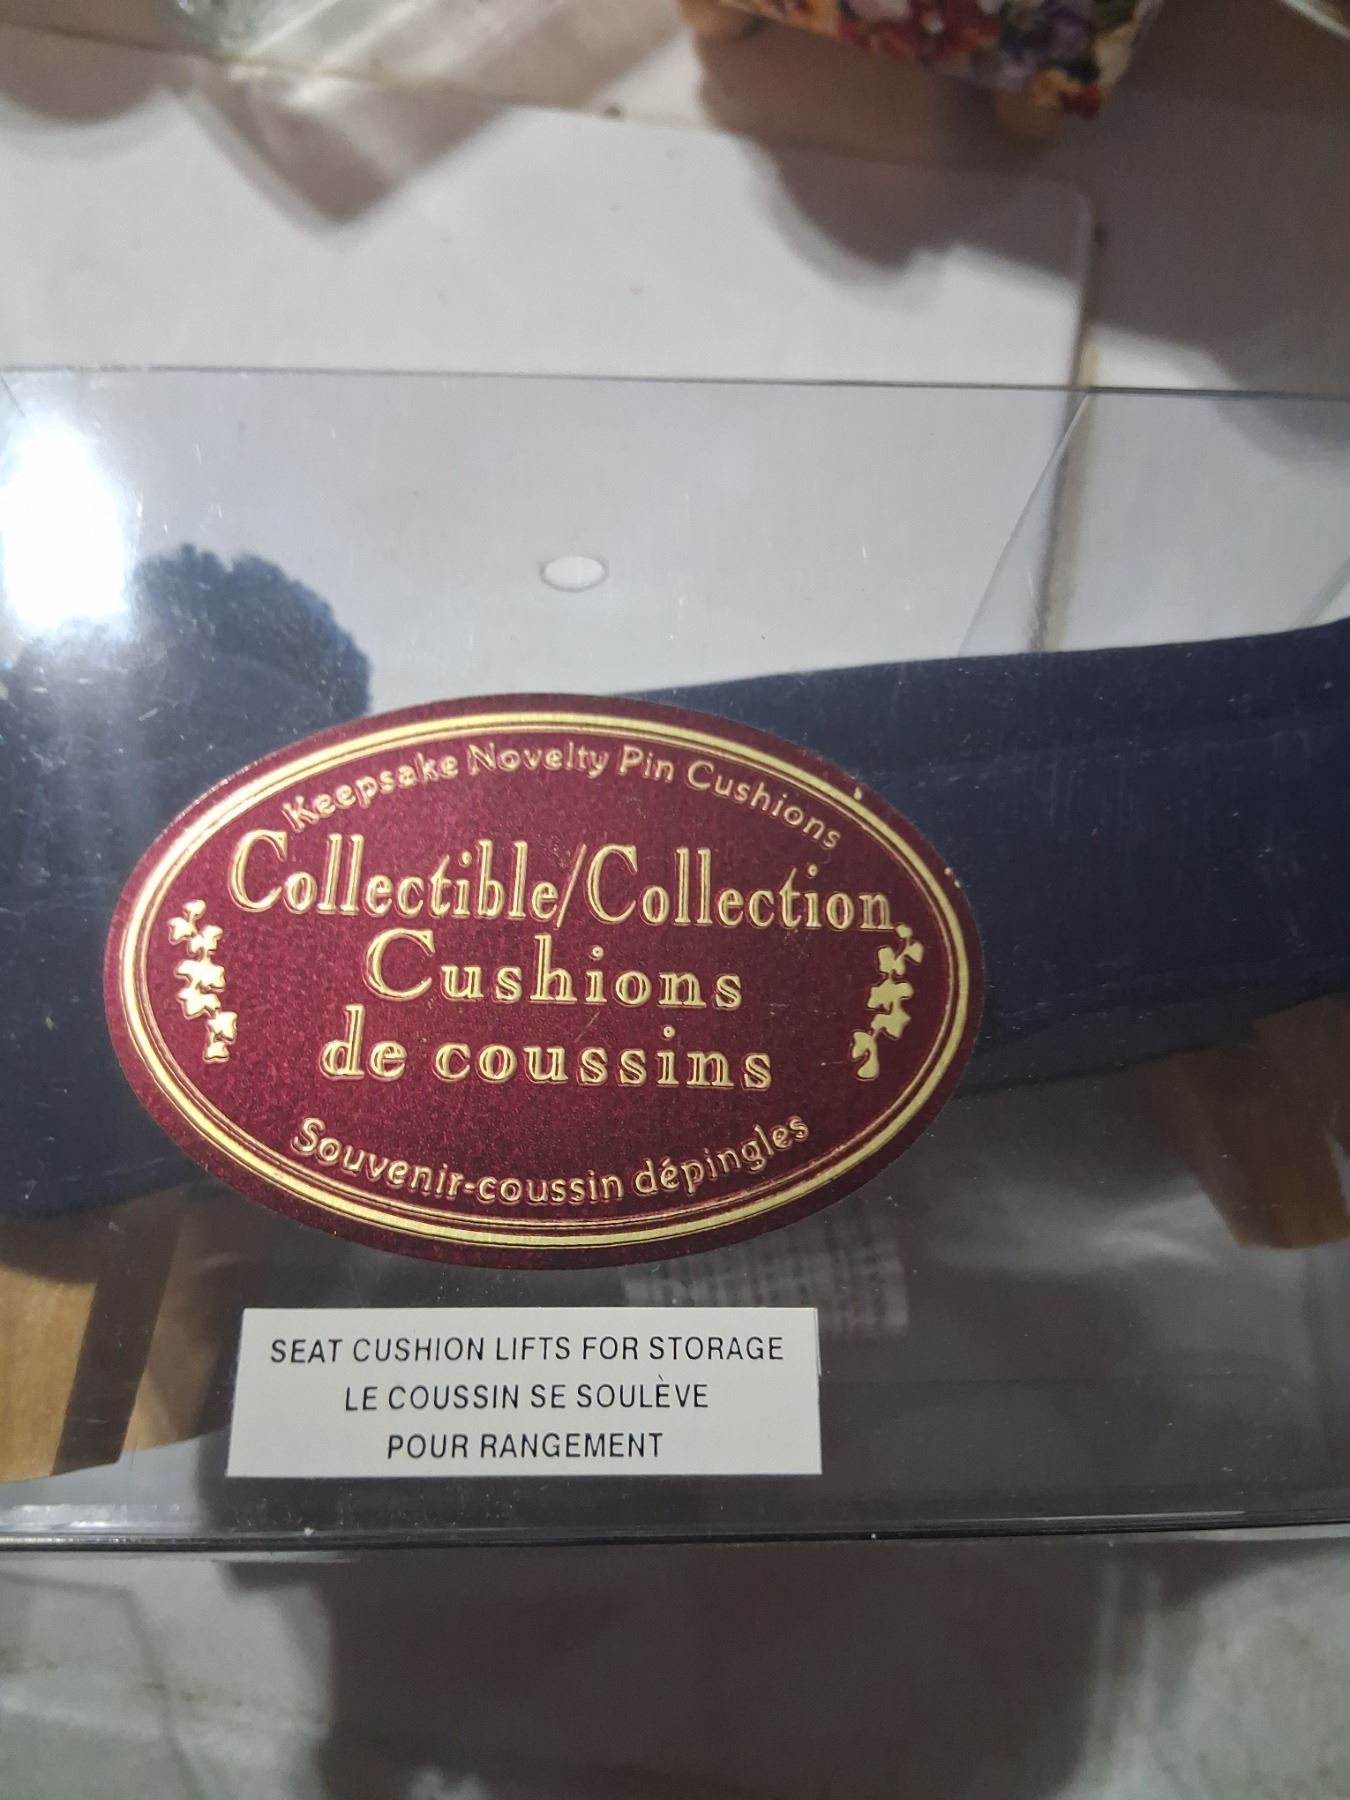 Keepsake Novelty Pin Cushions
Collectible/Collection
Cushions
de coussins
Souvenir-coussin dépingles
SEAT CUSHION LIFTS FOR STORAGE
LE COUSSIN SE SOULÈVE
POUR RANGEMENT